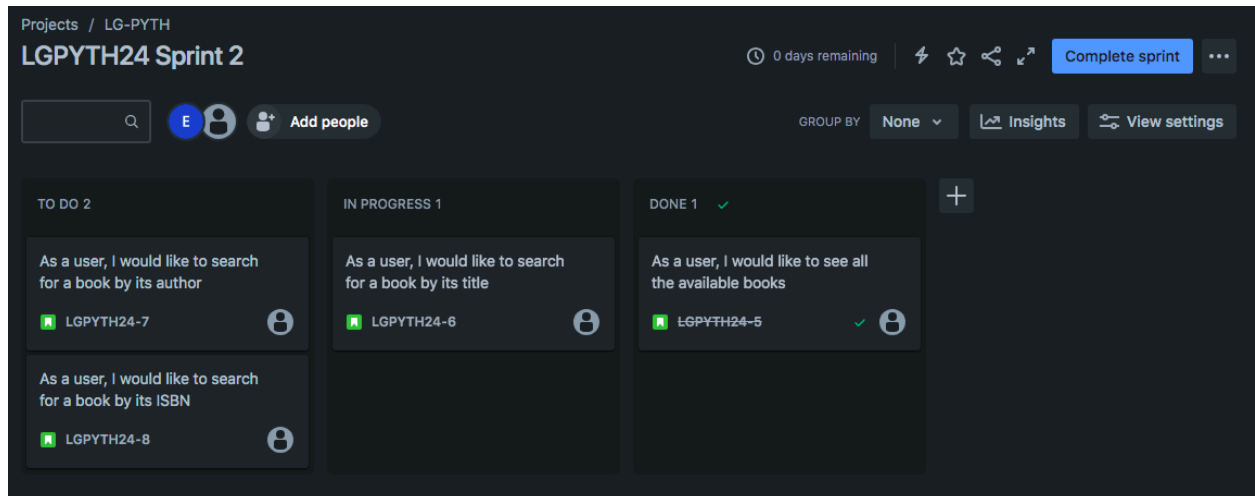 Projects / LG-PYTH
LGPYTH24 Sprint 2
0 days remaining
Complete sprint
E
Add people
GROUP BY
None
Insights
View settings
TO DO 2
As a user, I would like to search
for a book by its author
LGPYTH24-7
As a user, I would like to search
for a book by its ISBN
LGPYTH24-8
IN PROGRESS 1
As a user, I would like to search
for a book by its title
LGPYTH24-6
DONE 1
As a user, I would like to see all
the available books
LGPYTH24-5